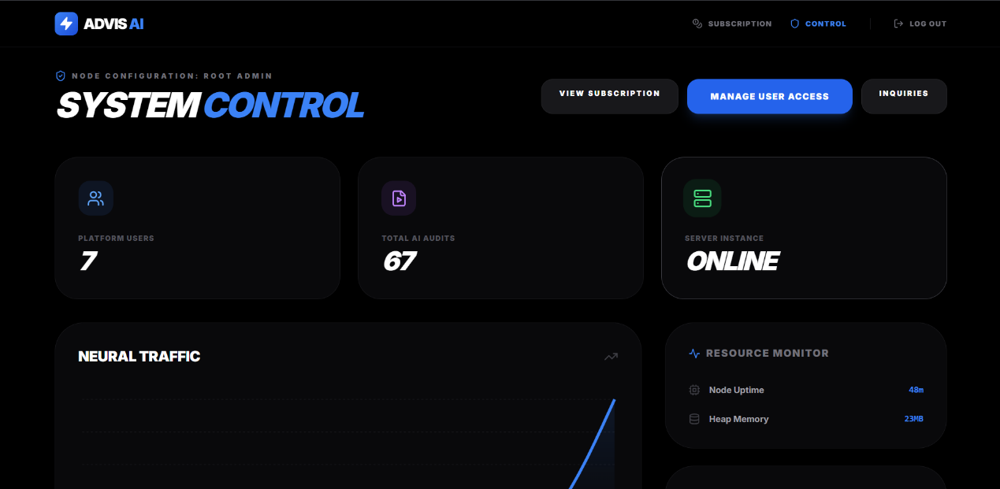 ADVIS AI
SUBSCRIPTION
CONTROL
LOG OUT
NODE CONFIGURATION: ROOT ADMIN
SYSTEM CONTROL
VIEW SUBSCRIPTION
MANAGE USER ACCESS
INQUIRIES
PLATFORM USERS
7
TOTAL AI AUDITS
67
SERVER INSTANCE
ONLINE
NEURAL TRAFFIC
RESOURCE MONITOR
Node Uptime 48m
Heap Memory 23MB